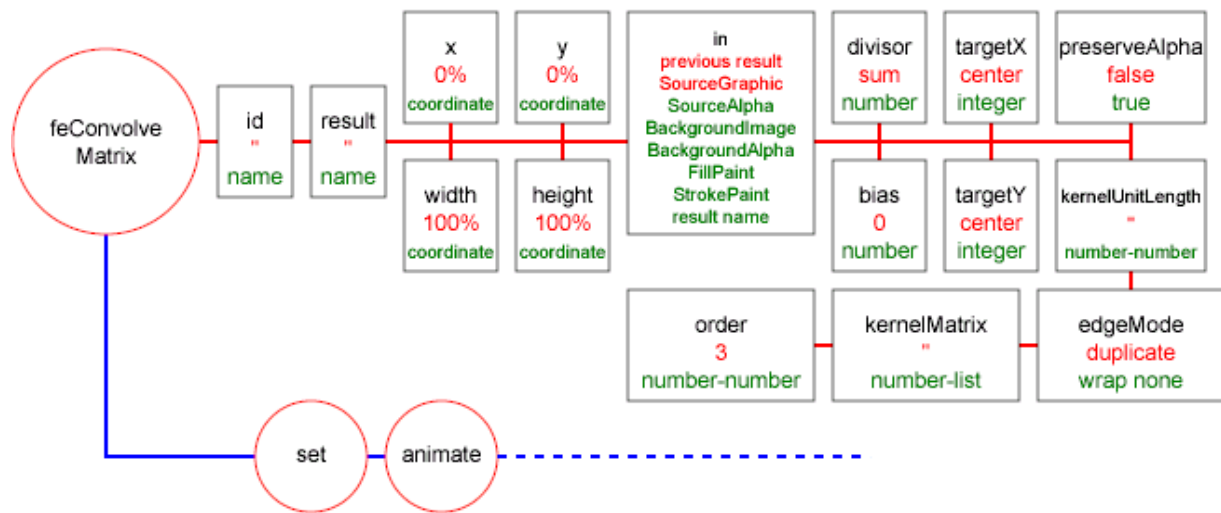 feConvolve
Matrix
id
"
name
result
"
name
x
0%
coordinate
y
0%
coordinate
width
100%
coordinate
height
100%
coordinate
in
previous result
SourceGraphic
SourceAlpha
BackgroundImage
BackgroundAlpha
FillPaint
StrokePaint
result name
divisor
sum
number
targetX
center
integer
preserveAlpha
false
true
bias
0
number
targetY
center
integer
kernelUnitLength
"
number-number
order
3
number-number
kernelMatrix
"
number-list
edgeMode
duplicate
wrap none
set
animate